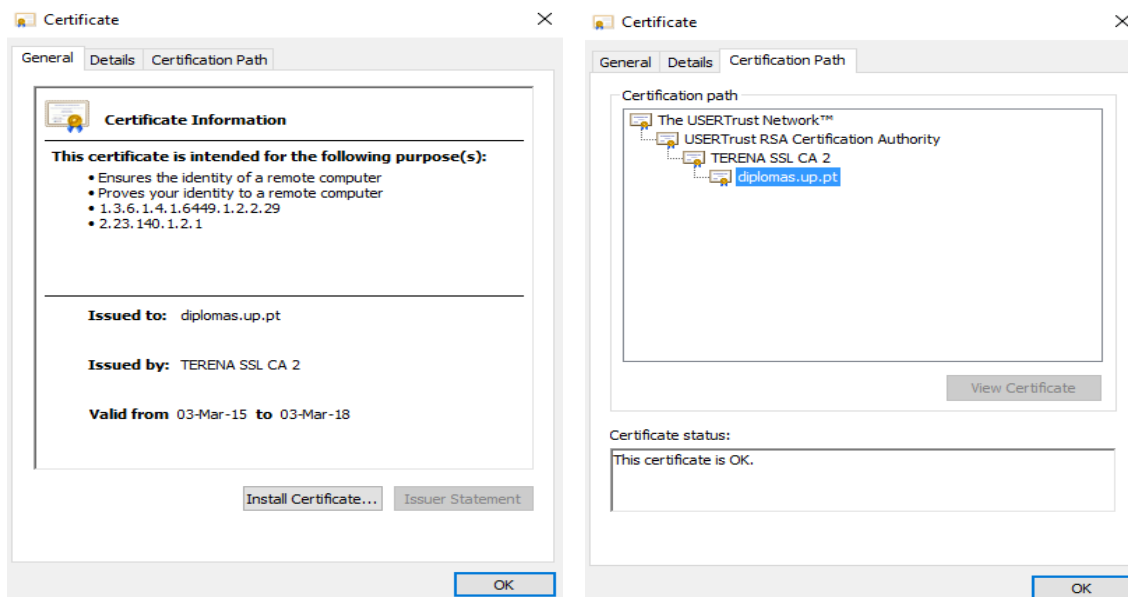 Certificate
General Details Certification Path
Certificate Information
This certificate is intended for the following purpose(s):
• Ensures the identity of a remote computer
• Proves your identity to a remote computer
• 1.3.6.1.4.1.6449.1.2.2.29
• 2.23.140.1.2.1
Issued to: diplomas.up.pt
Issued by: TERENA SSL CA 2
Valid from 03-Mar-15 to 03-Mar-18
Install Certificate... Issuer Statement
OK
Certificate
General Details Certification Path
Certification path
The USERTrust Network™
USERTrust RSA Certification Authority
TERENA SSL CA 2
diplomas.up.pt
View Certificate
Certificate status:
This certificate is OK.
OK